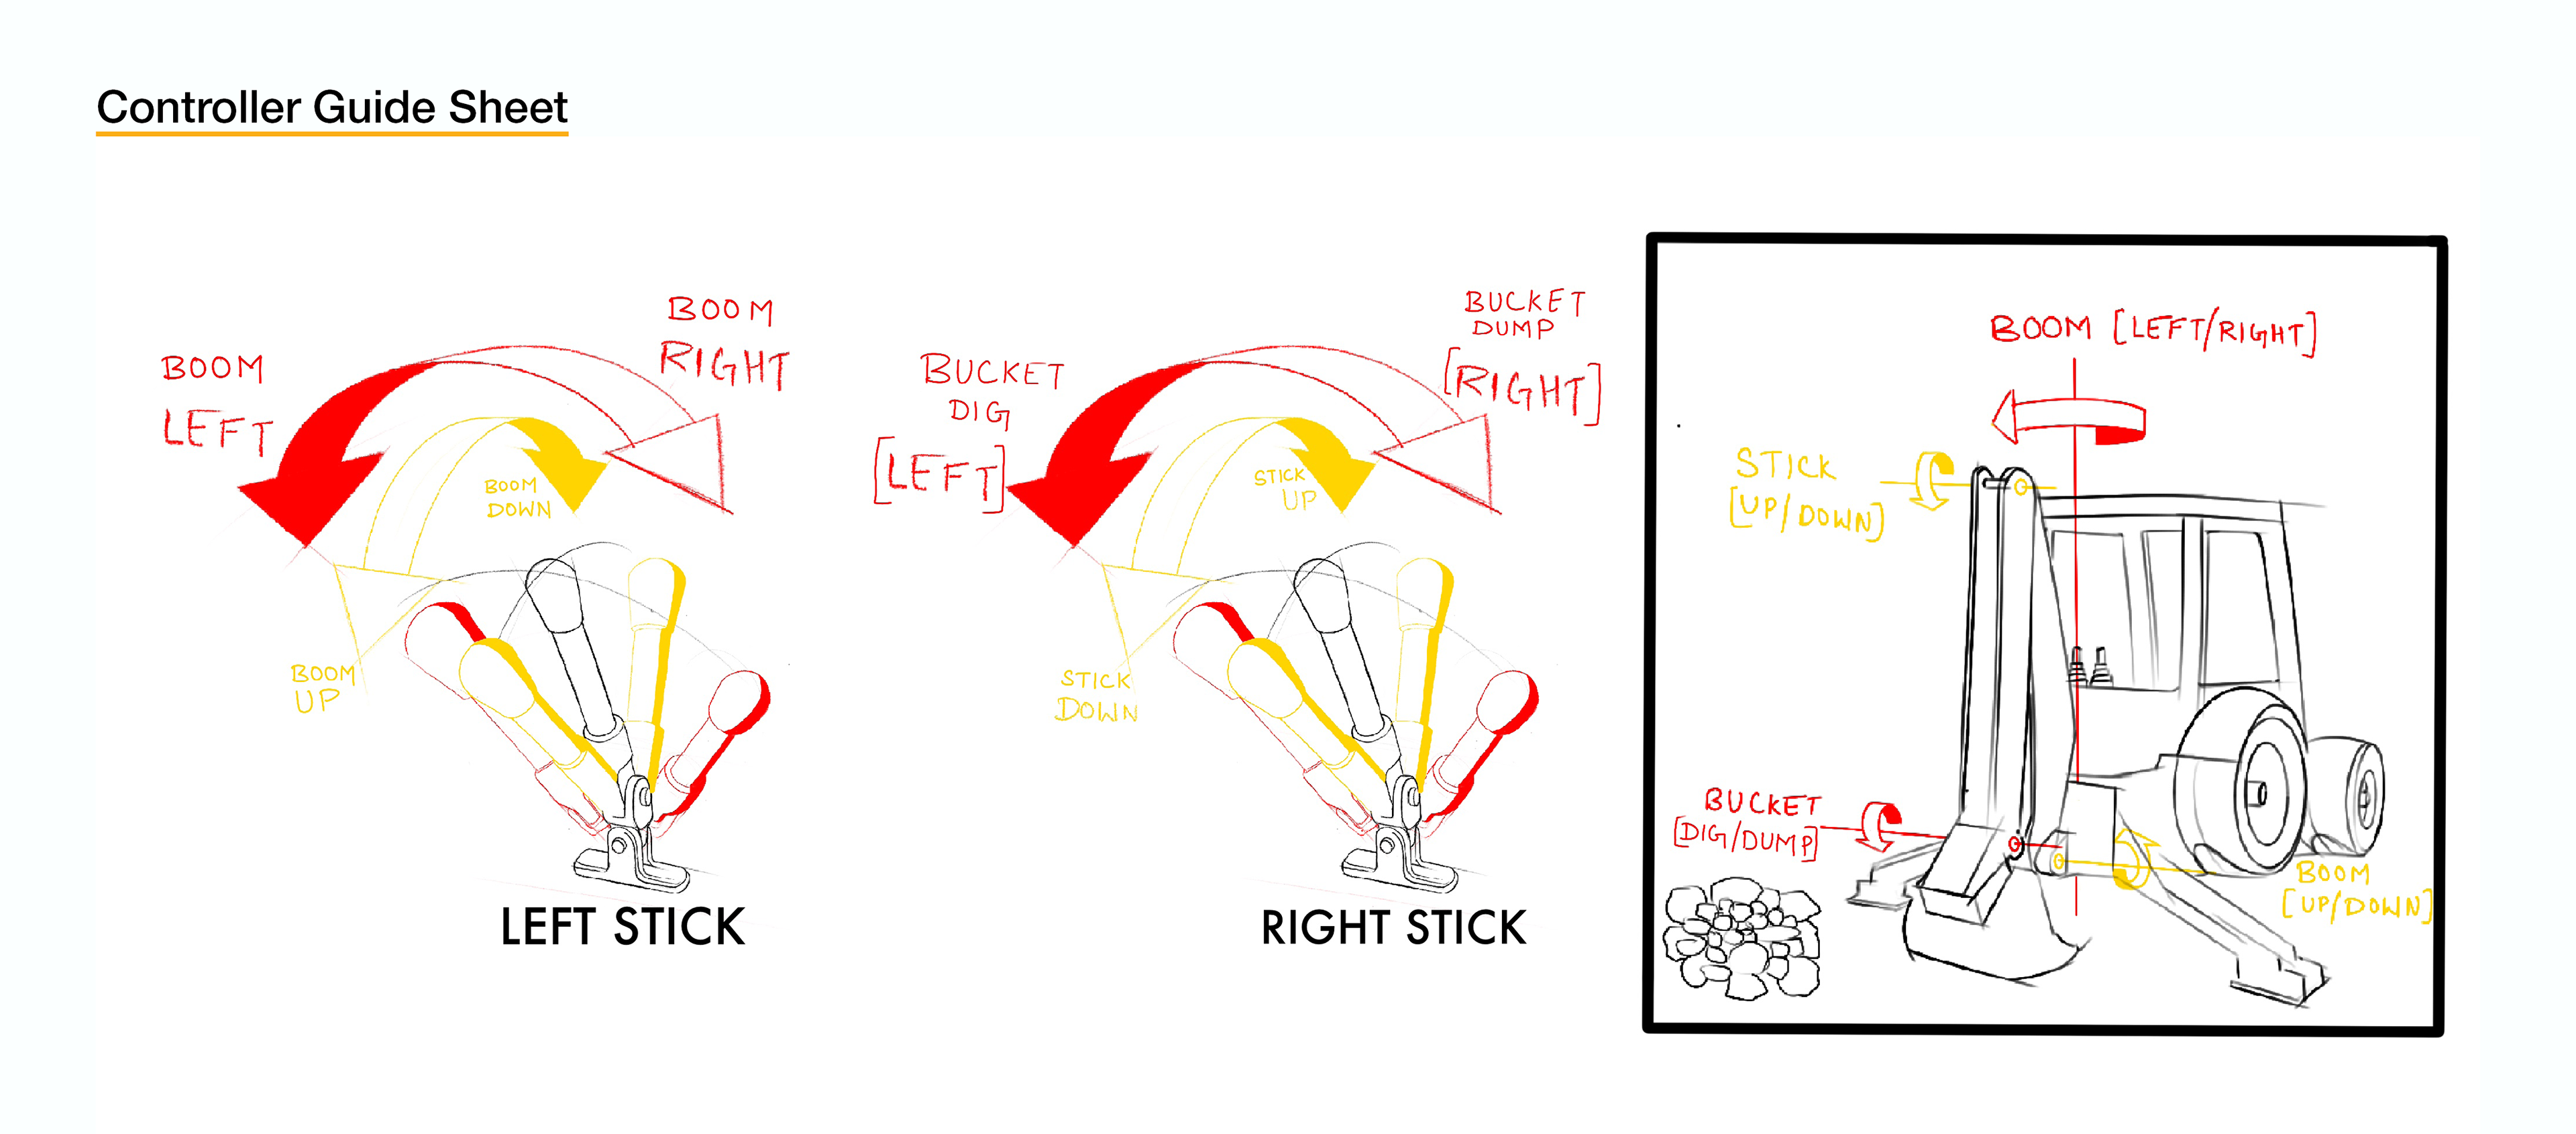 Controller Guide Sheet
BOOM
LEFT
BOOM
RIGHT
BOOM
DOWN
BOOM
UP
LEFT STICK
BUCKET
DIG
[LEFT]
BUCKET
DUMP
[RIGHT]
STICK
UP
STICK
DOWN
RIGHT STICK
BOOM [LEFT/RIGHT]
STICK
[UP/DOWN]
BUCKET
[DIG/DUMP]
BOOM
[UP/DOWN]